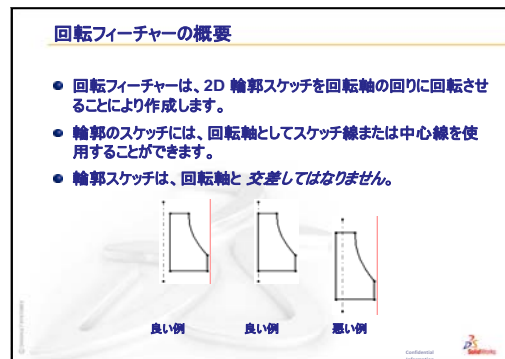 回転フィーチャーの概要
回転フィーチャーは、2D 輪郭スケッチを回転軸の回りに回転させ
ることにより作成します。
輪郭のスケッチには、回転軸としてスケッチ線または中心線を使
用することができます。
輪郭スケッチは、回転軸と 交差してはなりません。
良い例 良い例 悪い例
Confidential
Information
SolidWorks